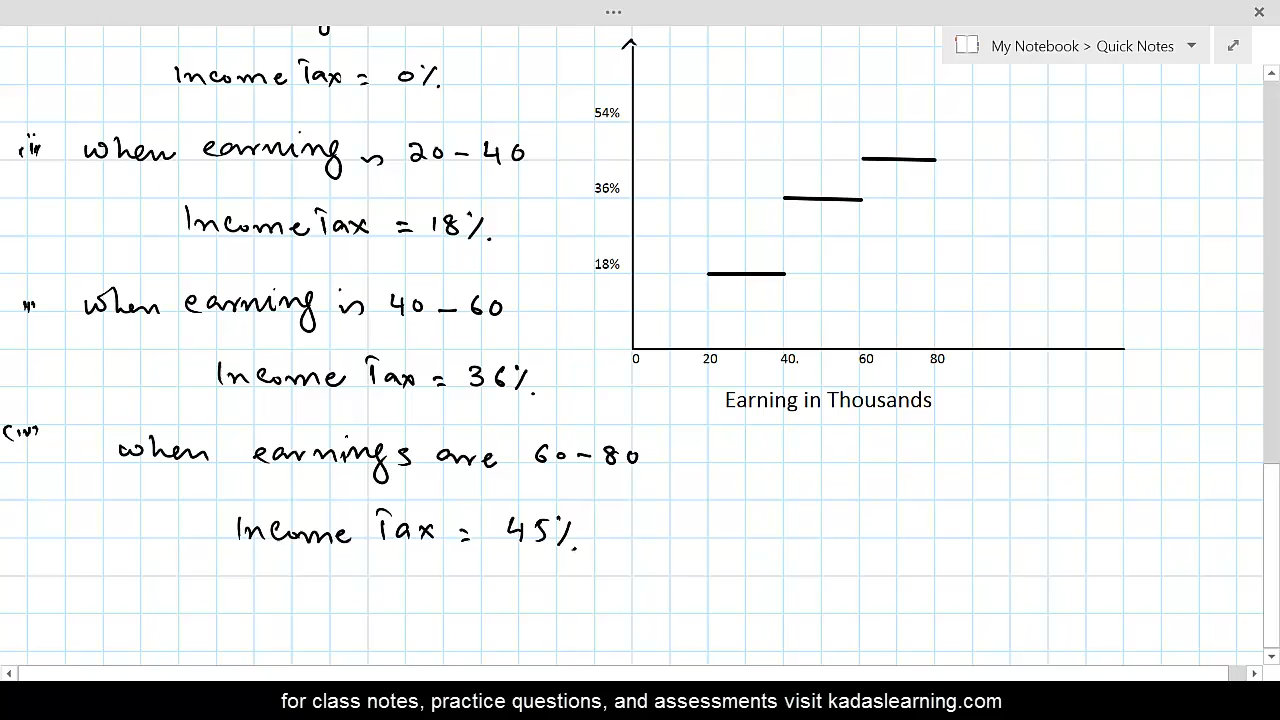 My Notebook > Quick Notes
Income Tax = 0%.
when earning is 20 - 40
Income Tax = 18%.
when earning is 40 - 60
Income Tax = 36%.
(iv) when earnings are 60 - 80
Income Tax = 45%.
54%
36%
18%
0 20 40. 60 80
Earning in Thousands
for class notes, practice questions, and assessments visit kadaslearning.com